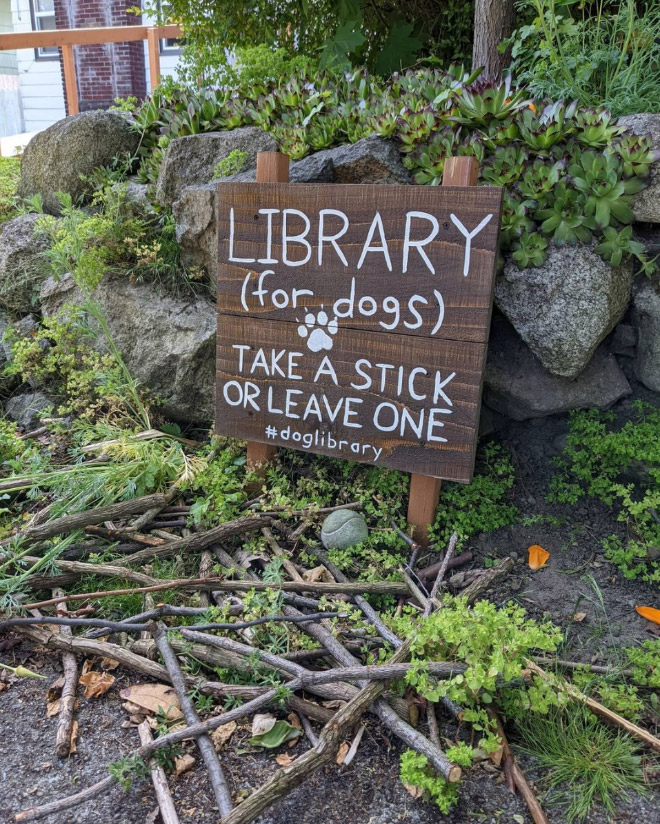 LIBRARY
(for dogs)
TAKE A STICK
OR LEAVE ONE
#doglibrary